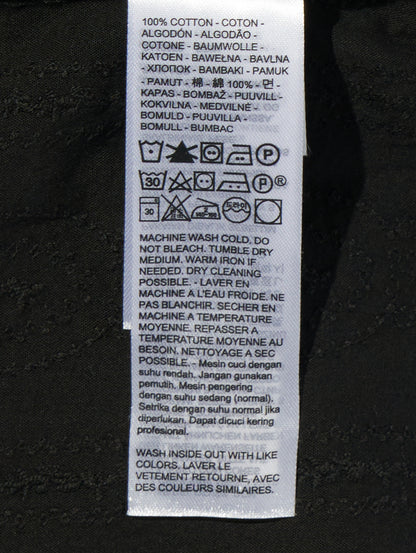 100% COTTON - COTON -
ALGODÓN - ALGODÃO -
COTONE - BAUMWOLLE -
KATOEN - BAWEŁNA - BAVLNA
- ХЛОПОК - BAMBAKI - PAMUK
- PAMUT - 棉 - 綿 100% - 면 -
KAPAS - BOMBAŽ - PUUVILL -
KOKVILNA - MEDVILNĖ -
BOMULD - PUUVILLA -
BOMULL - BUMBAC
P
30 P ®
30 드라이
MACHINE WASH COLD, DO
NOT BLEACH. TUMBLE DRY
MEDIUM. WARM IRON IF
NEEDED. DRY CLEANING
POSSIBLE. - LAVER EN
MACHINE A L'EAU FROIDE. NE
PAS BLANCHIR. SECHER EN
MACHINE A TEMPERATURE
MOYENNE. REPASSER A
TEMPERATURE MOYENNE AU
BESOIN. NETTOYAGE A SEC
POSSIBLE. - Mesin cuci dengan
suhu rendah. Jangan gunakan
pemutih. Mesin pengering
dengan suhu sedang (normal).
Setrika dengan suhu normal jika
diperlukan. Dapat dicuci kering
profesional.
WASH INSIDE OUT WITH LIKE
COLORS. LAVER LE
VETEMENT RETOURNE, AVEC
DES COULEURS SIMILAIRES.